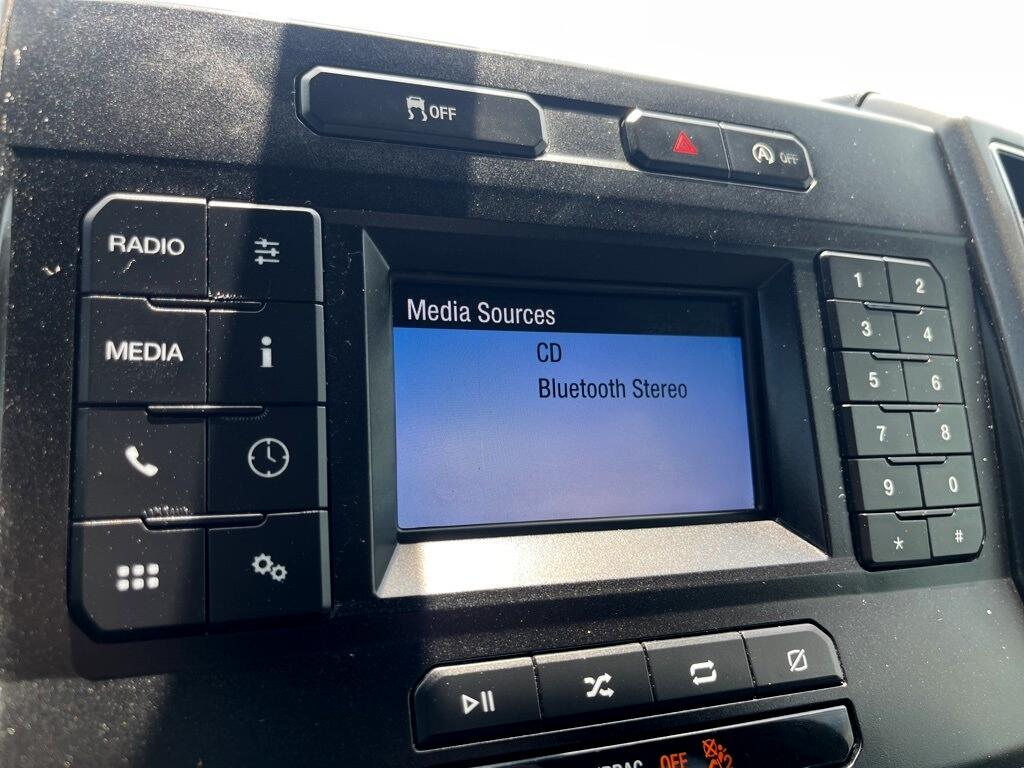 OFF
A OFF
RADIO
MEDIA
Media Sources
CD
Bluetooth Stereo
1 2
3 4
5 6
7 8
9 0
* #
OFF